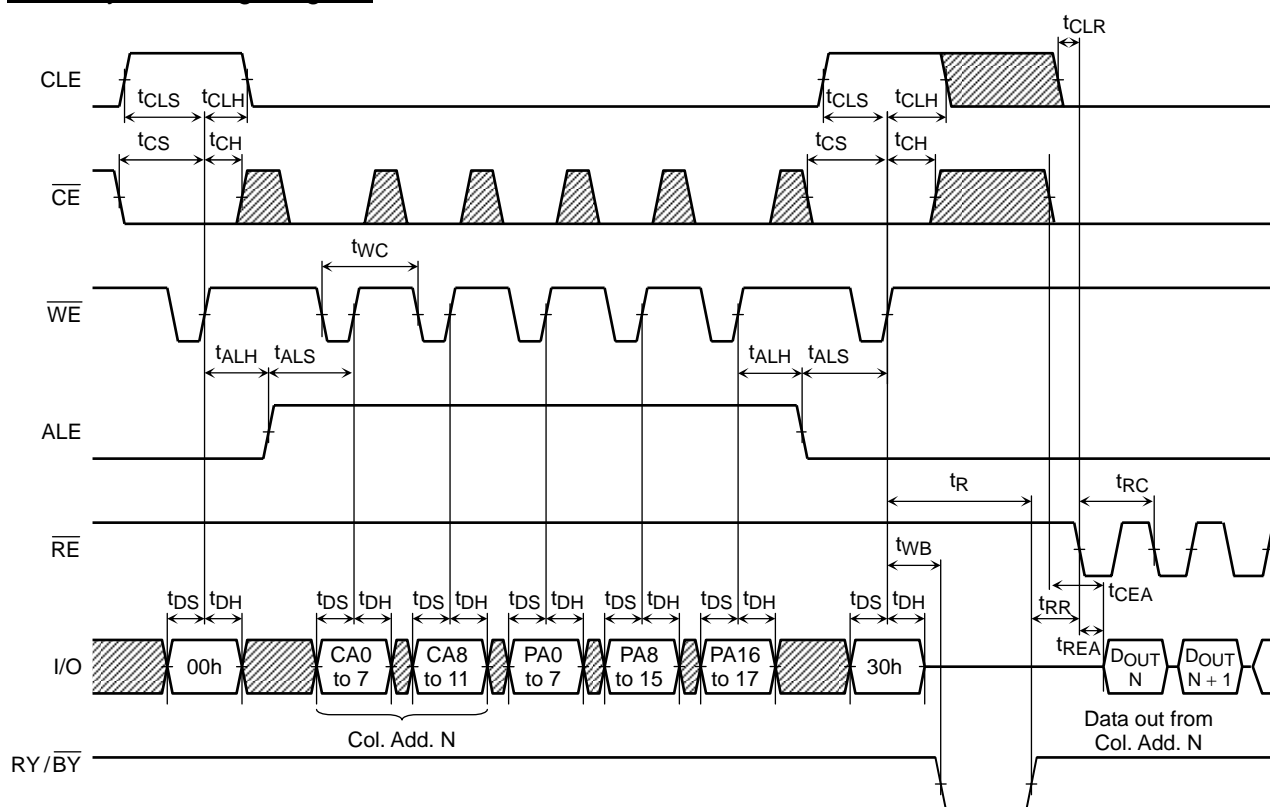 tCLR
CLE
tCLS tCLH tCLS tCLH
tCS tCH tCS tCH
CE
tWC
WE
tALH tALS tALH tALS
ALE
tR tRC
RE
tWB
tDS tDH tDS tDH tDS tDH tDS tDH tDS tDH tDS tDH tDS tDH tRR tCEA
tREA
I/O 00h CA0 to 7 CA8 to 11 PA0 to 7 PA8 to 15 PA16 to 17 30h DOUT N DOUT N + 1
Col. Add. N
Data out from
Col. Add. N
RY/BY